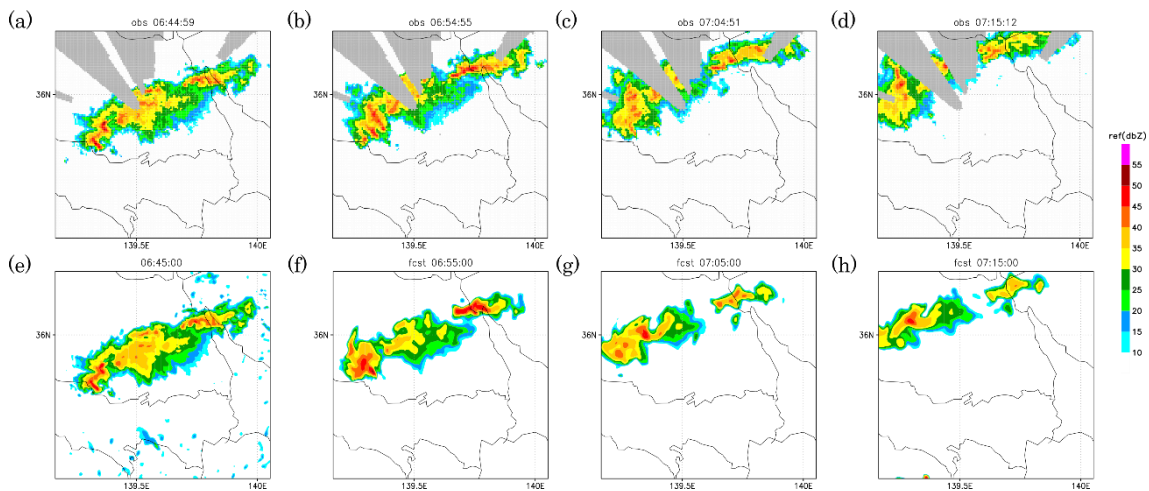 (a) obs 06:44:59
(b) obs 06:54:55
(c) obs 07:04:51
(d) obs 07:15:12
36N 36N 36N 36N
139.5E 140E 139.5E 140E 139.5E 140E 139.5E 140E
ref(dbZ)
55
50
45
40
35
30
25
20
15
10
(e) 06:45:00
(f) fcst 06:55:00
(g) fcst 07:05:00
(h) fcst 07:15:00
36N 36N 36N 36N
139.5E 140E 139.5E 140E 139.5E 140E 139.5E 140E